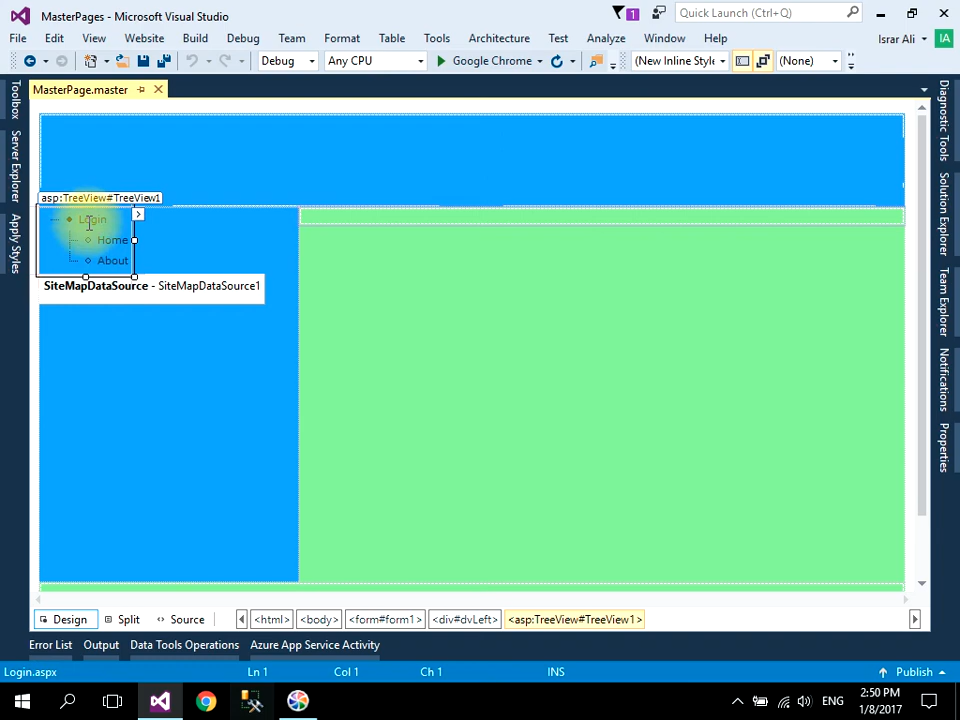 MasterPages - Microsoft Visual Studio
1
Quick Launch (Ctrl+Q)
File Edit View Website Build Debug Team Format Table Tools Architecture Test Analyze Window Help
Israr Ali IA
Debug Any CPU Google Chrome (New Inline Style (None)
MasterPage.master
Toolbox
Server Explorer
Apply Styles
asp:TreeView#TreeView1
Login
Home
About
SiteMapDataSource - SiteMapDataSource1
Diagnostic Tools
Solution Explorer
Team Explorer
Notifications
Properties
Design Split Source <html> <body> <form#form1> <div#dvLeft> <asp:TreeView#TreeView1>
Error List Output Data Tools Operations Azure App Service Activity
Login.aspx Ln 1 Col 1 Ch 1 INS Publish
ENG
2:50 PM
1/8/2017